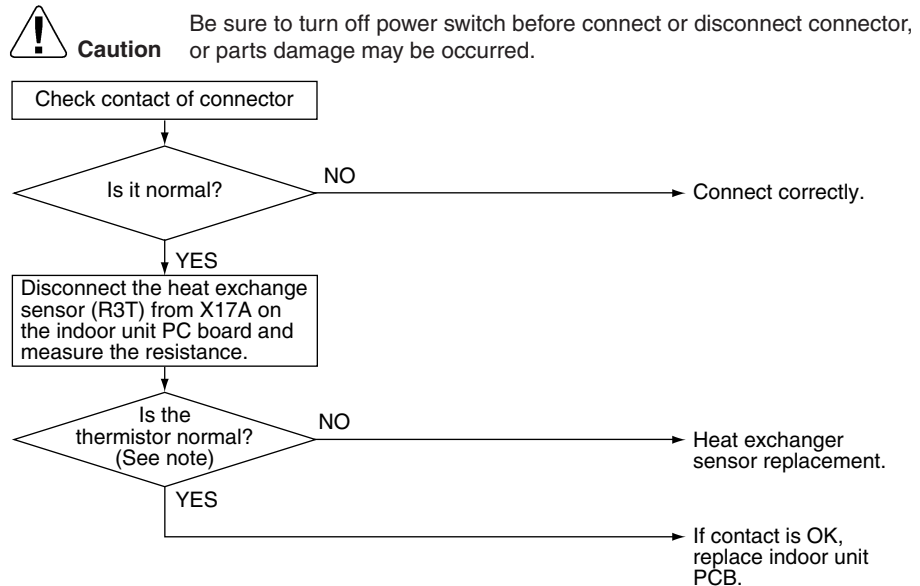 Be sure to turn off power switch before connect or disconnect connector,
Caution
or parts damage may be occurred.
Check contact of connector
Is it normal?
NO
Connect correctly.
YES
Disconnect the heat exchange
sensor (R3T) from X17A on
the indoor unit PC board and
measure the resistance.
Is the
thermistor normal?
(See note)
NO
Heat exchanger
sensor replacement.
YES
If contact is OK,
replace indoor unit
PCB.